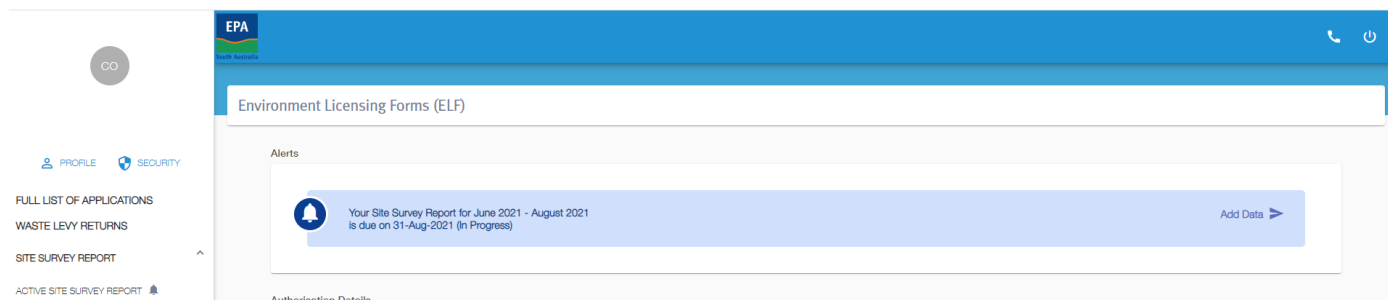 EPA
South Australia
CO
Environment Licensing Forms (ELF)
PROFILE SECURITY
FULL LIST OF APPLICATIONS
WASTE LEVY RETURNS
SITE SURVEY REPORT
ACTIVE SITE SURVEY REPORT
Alerts
Your Site Survey Report for June 2021 - August 2021
is due on 31-Aug-2021 (In Progress)
Add Data
Authorisation Details